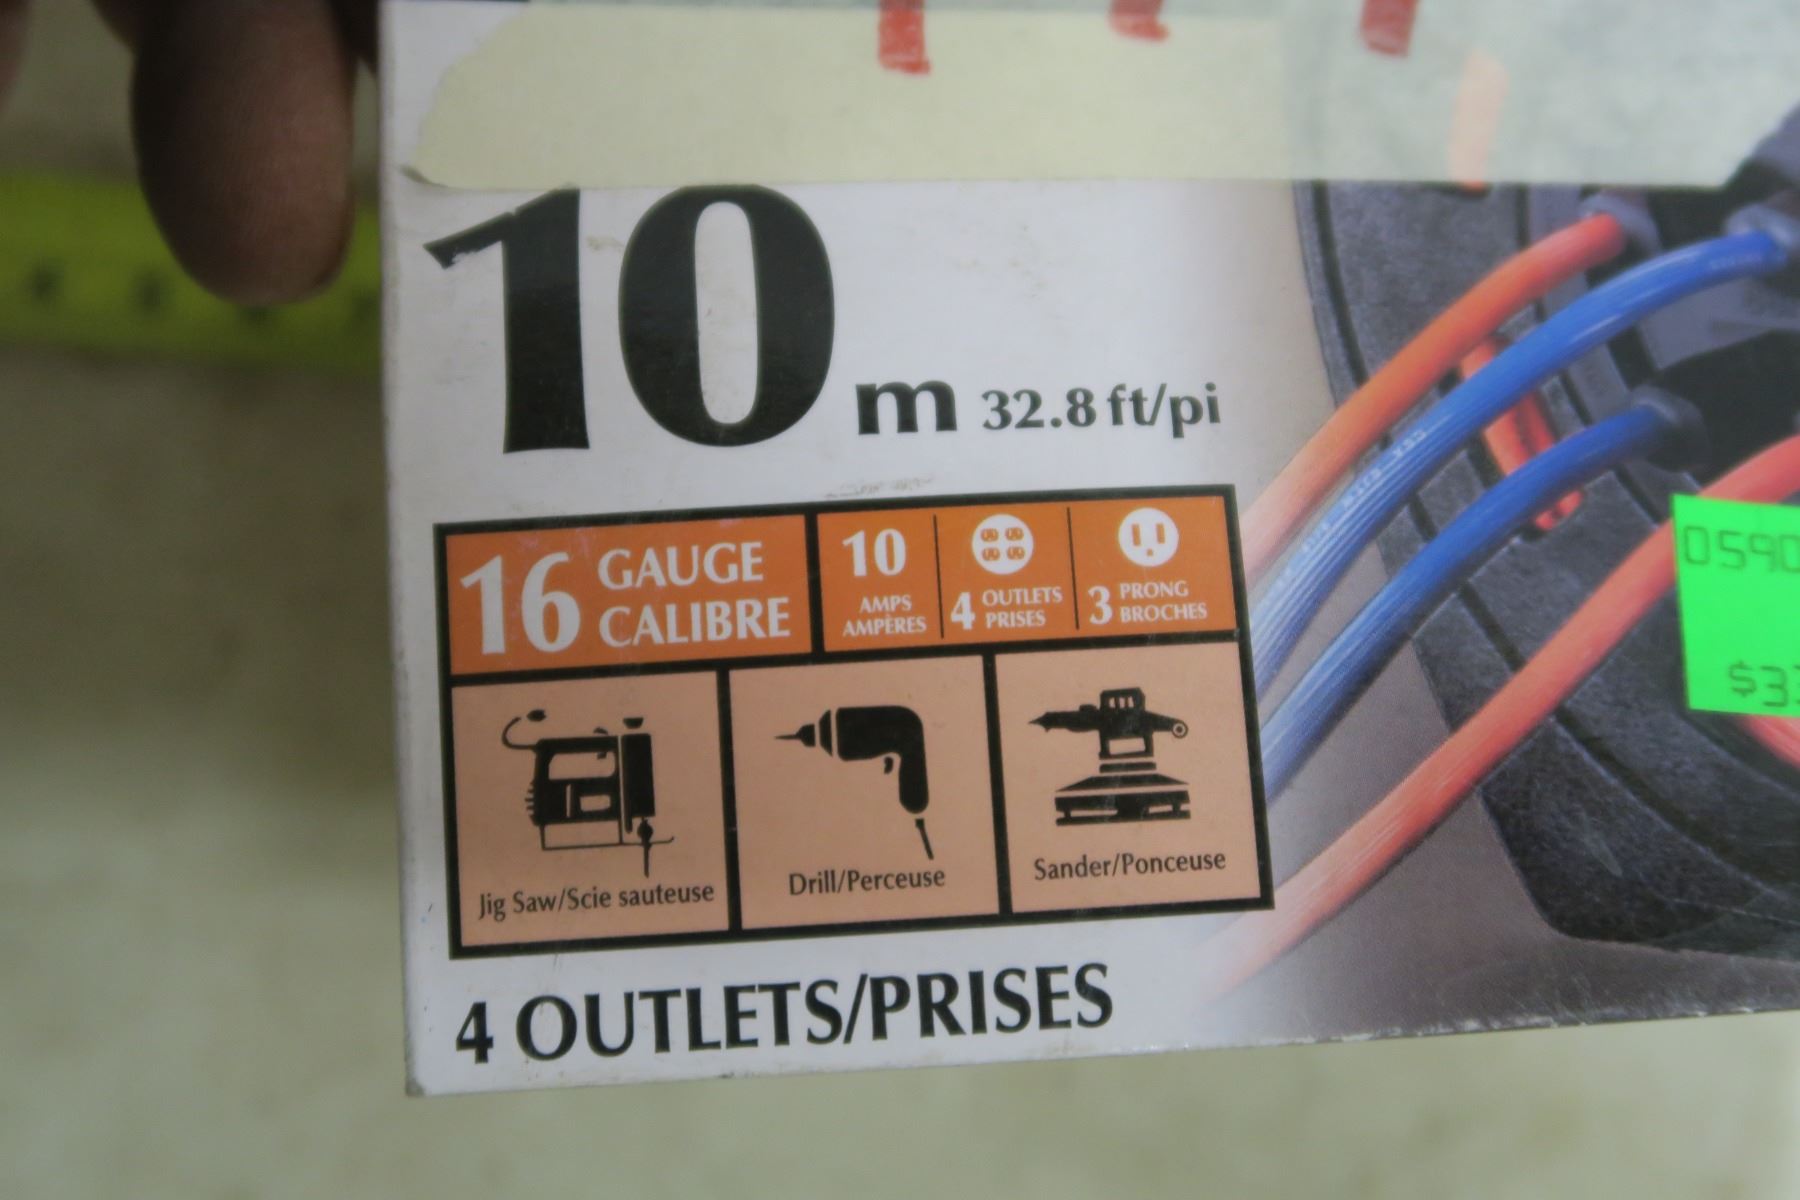 10 m 32.8 ft/pi
16 GAUGE
CALIBRE
10
AMPS
AMPÈRES
4 OUTLETS
PRISES
3 PRONG
BROCHES
Jig Saw/Scie sauteuse
Drill/Perceuse
Sander/Ponceuse
4 OUTLETS/PRISES
0590